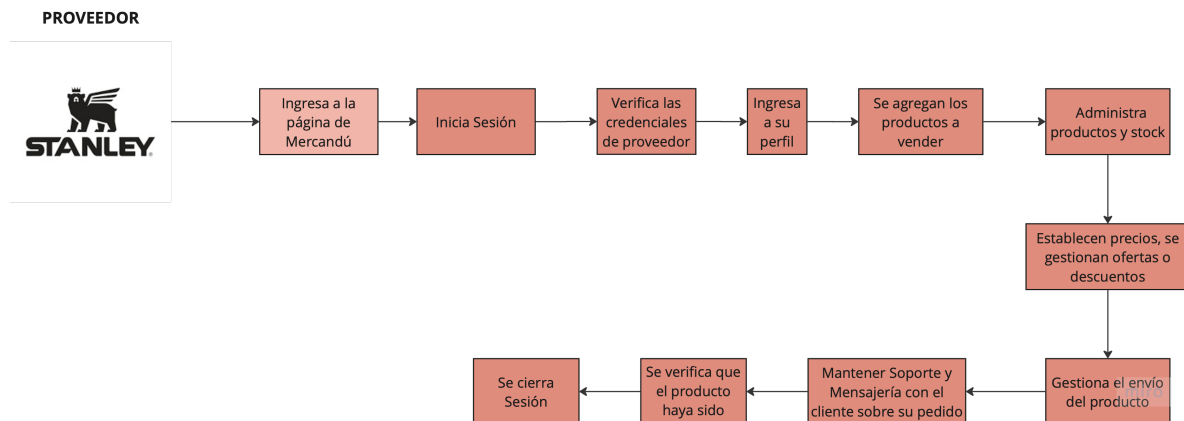 PROVEEDOR
STANLEY
Ingresa a la
página de
Mercandú
Inicia Sesión
Verifica las
credenciales
de proveedor
Ingresa
a su
perfil
Se agregan los
productos a
vender
Administra
productos y stock
Establecen precios, se
gestionan ofertas o
descuentos
Gestiona el envío
del producto
miro
Mantener Soporte y
Mensajería con el
cliente sobre su pedido
Se verifica que
el producto
haya sido
Se cierra
Sesión